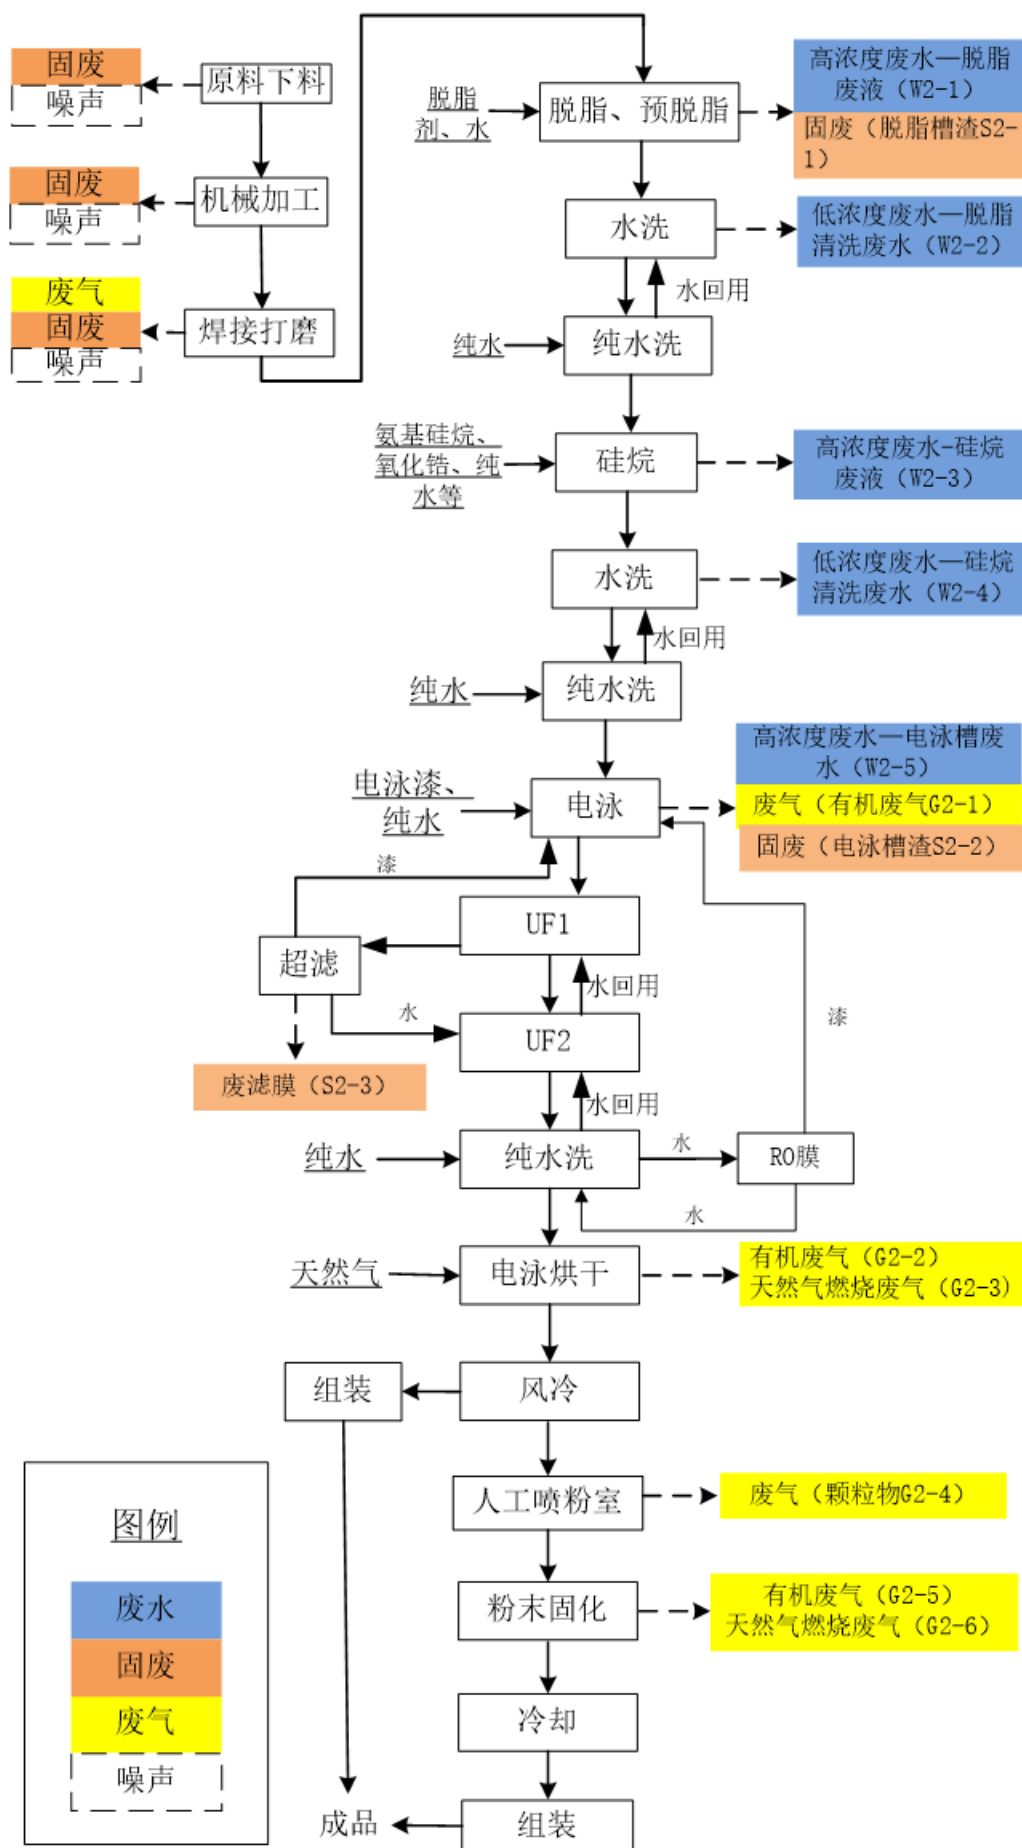 固废
噪声
原料下料
固废
噪声
机械加工
废气
固废
噪声
焊接打磨
脱脂
剂、水
脱脂、预脱脂
高浓度废水—脱脂
废液（W2-1）
固废（脱脂槽渣S2-
1）
水洗
低浓度废水—脱脂
清洗废水（W2-2）
水回用
纯水
纯水洗
氨基硅烷、
氧化锆、纯
水等
硅烷
高浓度废水-硅烷
废液（W2-3）
水洗
低浓度废水—硅烷
清洗废水（W2-4）
水回用
纯水
纯水洗
电泳漆、
纯水
电泳
高浓度废水—电泳槽废
水（W2-5）
废气（有机废气G2-1）
固废（电泳槽渣S2-2）
漆
UF1
超滤
水回用
水
漆
UF2
废滤膜（S2-3）
水回用
纯水
纯水洗
水
RO膜
水
天然气
电泳烘干
有机废气（G2-2）
天然气燃烧废气（G2-3）
组装
风冷
人工喷粉室
废气（颗粒物G2-4）
粉末固化
有机废气（G2-5）
天然气燃烧废气（G2-6）
冷却
成品
组装
图例
废水
固废
废气
噪声